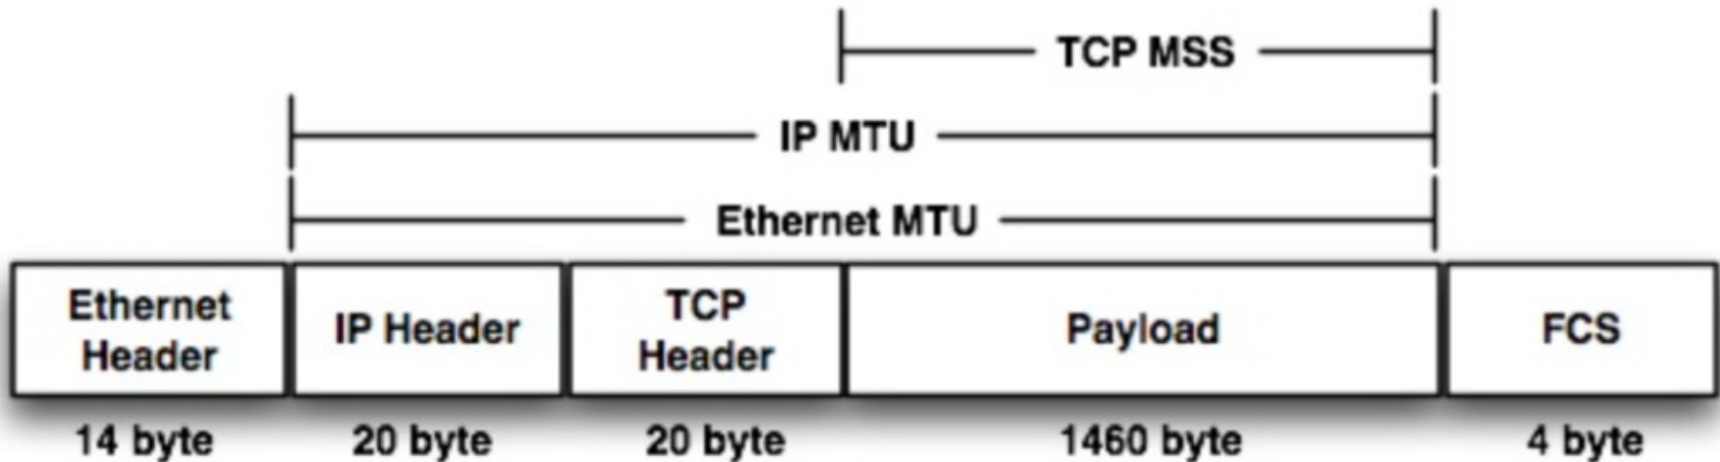 TCP MSS
IP MTU
Ethernet MTU
Ethernet
Header
IP Header
TCP
Header
Payload
FCS
14 byte
20 byte
20 byte
1460 byte
4 byte